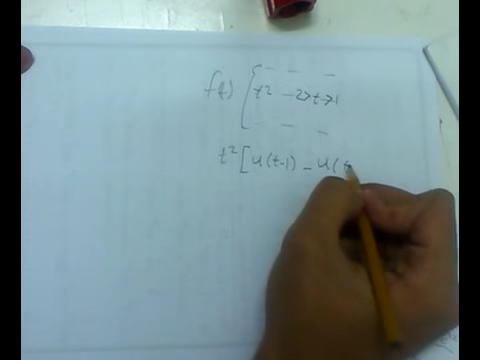 f(t) { - - -
t² - 2>t>1
- - -
t² [u(t-1) - u(t